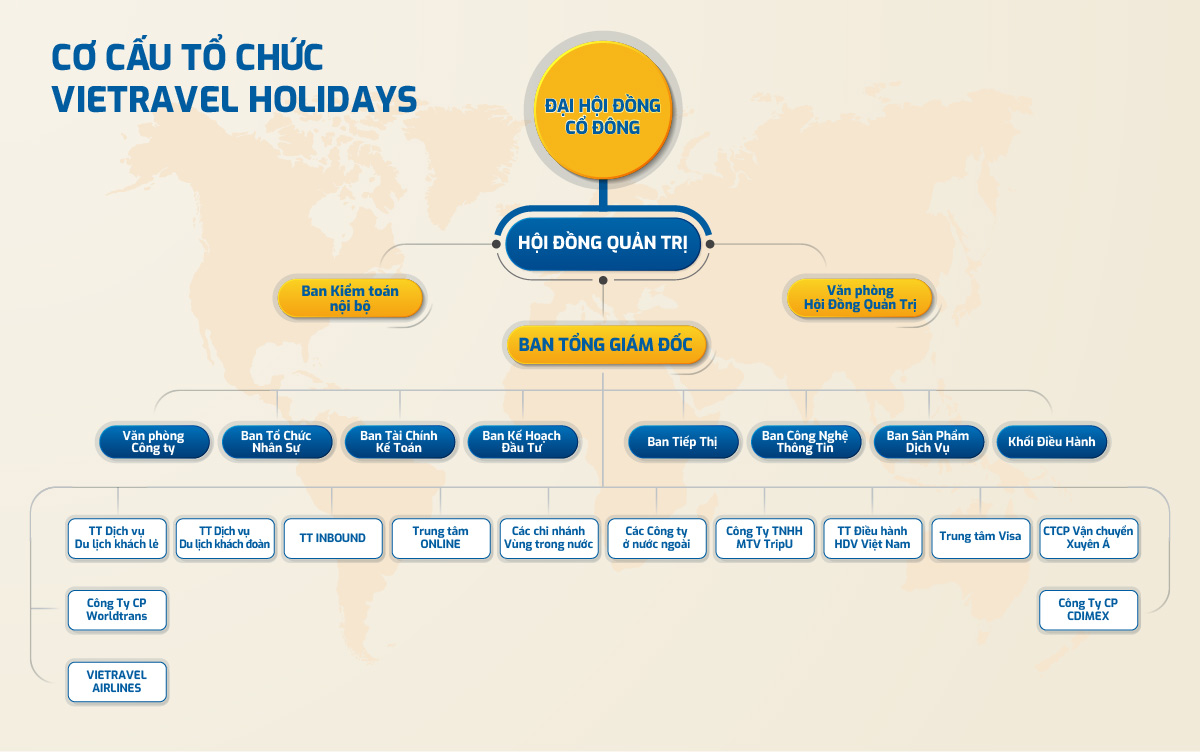 CƠ CẤU TỔ CHỨC
VIETRAVEL HOLIDAYS
ĐẠI HỘI ĐỒNG
CỔ ĐÔNG
HỘI ĐỒNG QUẢN TRỊ
Ban Kiểm toán
nội bộ
Văn phòng
Hội Đồng Quản Trị
BAN TỔNG GIÁM ĐỐC
Văn phòng
Công ty
Ban Tổ Chức
Nhân Sự
Ban Tài Chính
Kế Toán
Ban Kế Hoạch
Đầu Tư
Ban Tiếp Thị
Ban Công Nghệ
Thông Tin
Ban Sản Phẩm
Dịch Vụ
Khối Điều Hành
TT Dịch vụ
Du lịch khách lẻ
TT Dịch vụ
Du lịch khách đoàn
TT INBOUND
Trung tâm
ONLINE
Các chi nhánh
Vùng trong nước
Các Công ty
ở nước ngoài
Công Ty TNHH
MTV TripU
TT Điều hành
HDV Việt Nam
Trung tâm Visa
CTCP Vận chuyển
Xuyên Á
Công Ty CP
Worldtrans
Công Ty CP
CDIMEX
VIETRAVEL
AIRLINES